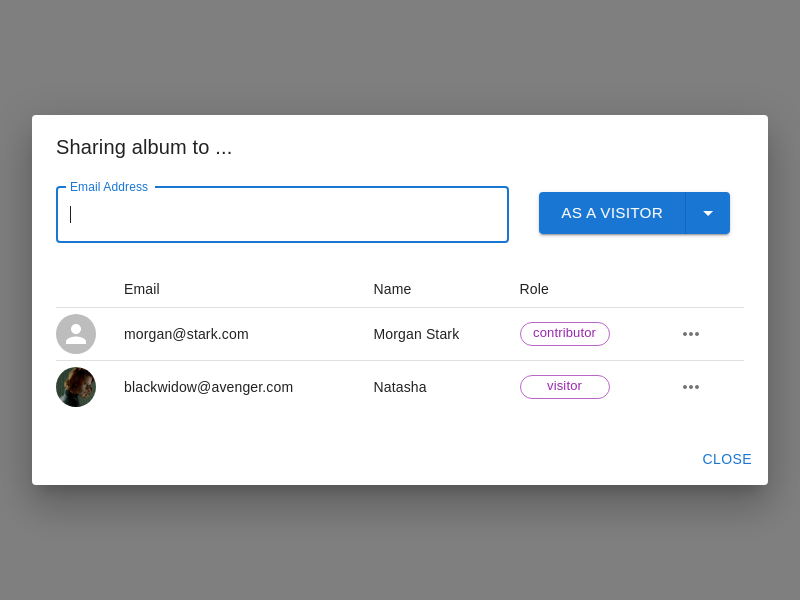 Sharing album to ...
Email Address
AS A VISITOR
Email Name Role
morgan@stark.com Morgan Stark contributor
blackwidow@avenger.com Natasha visitor
CLOSE